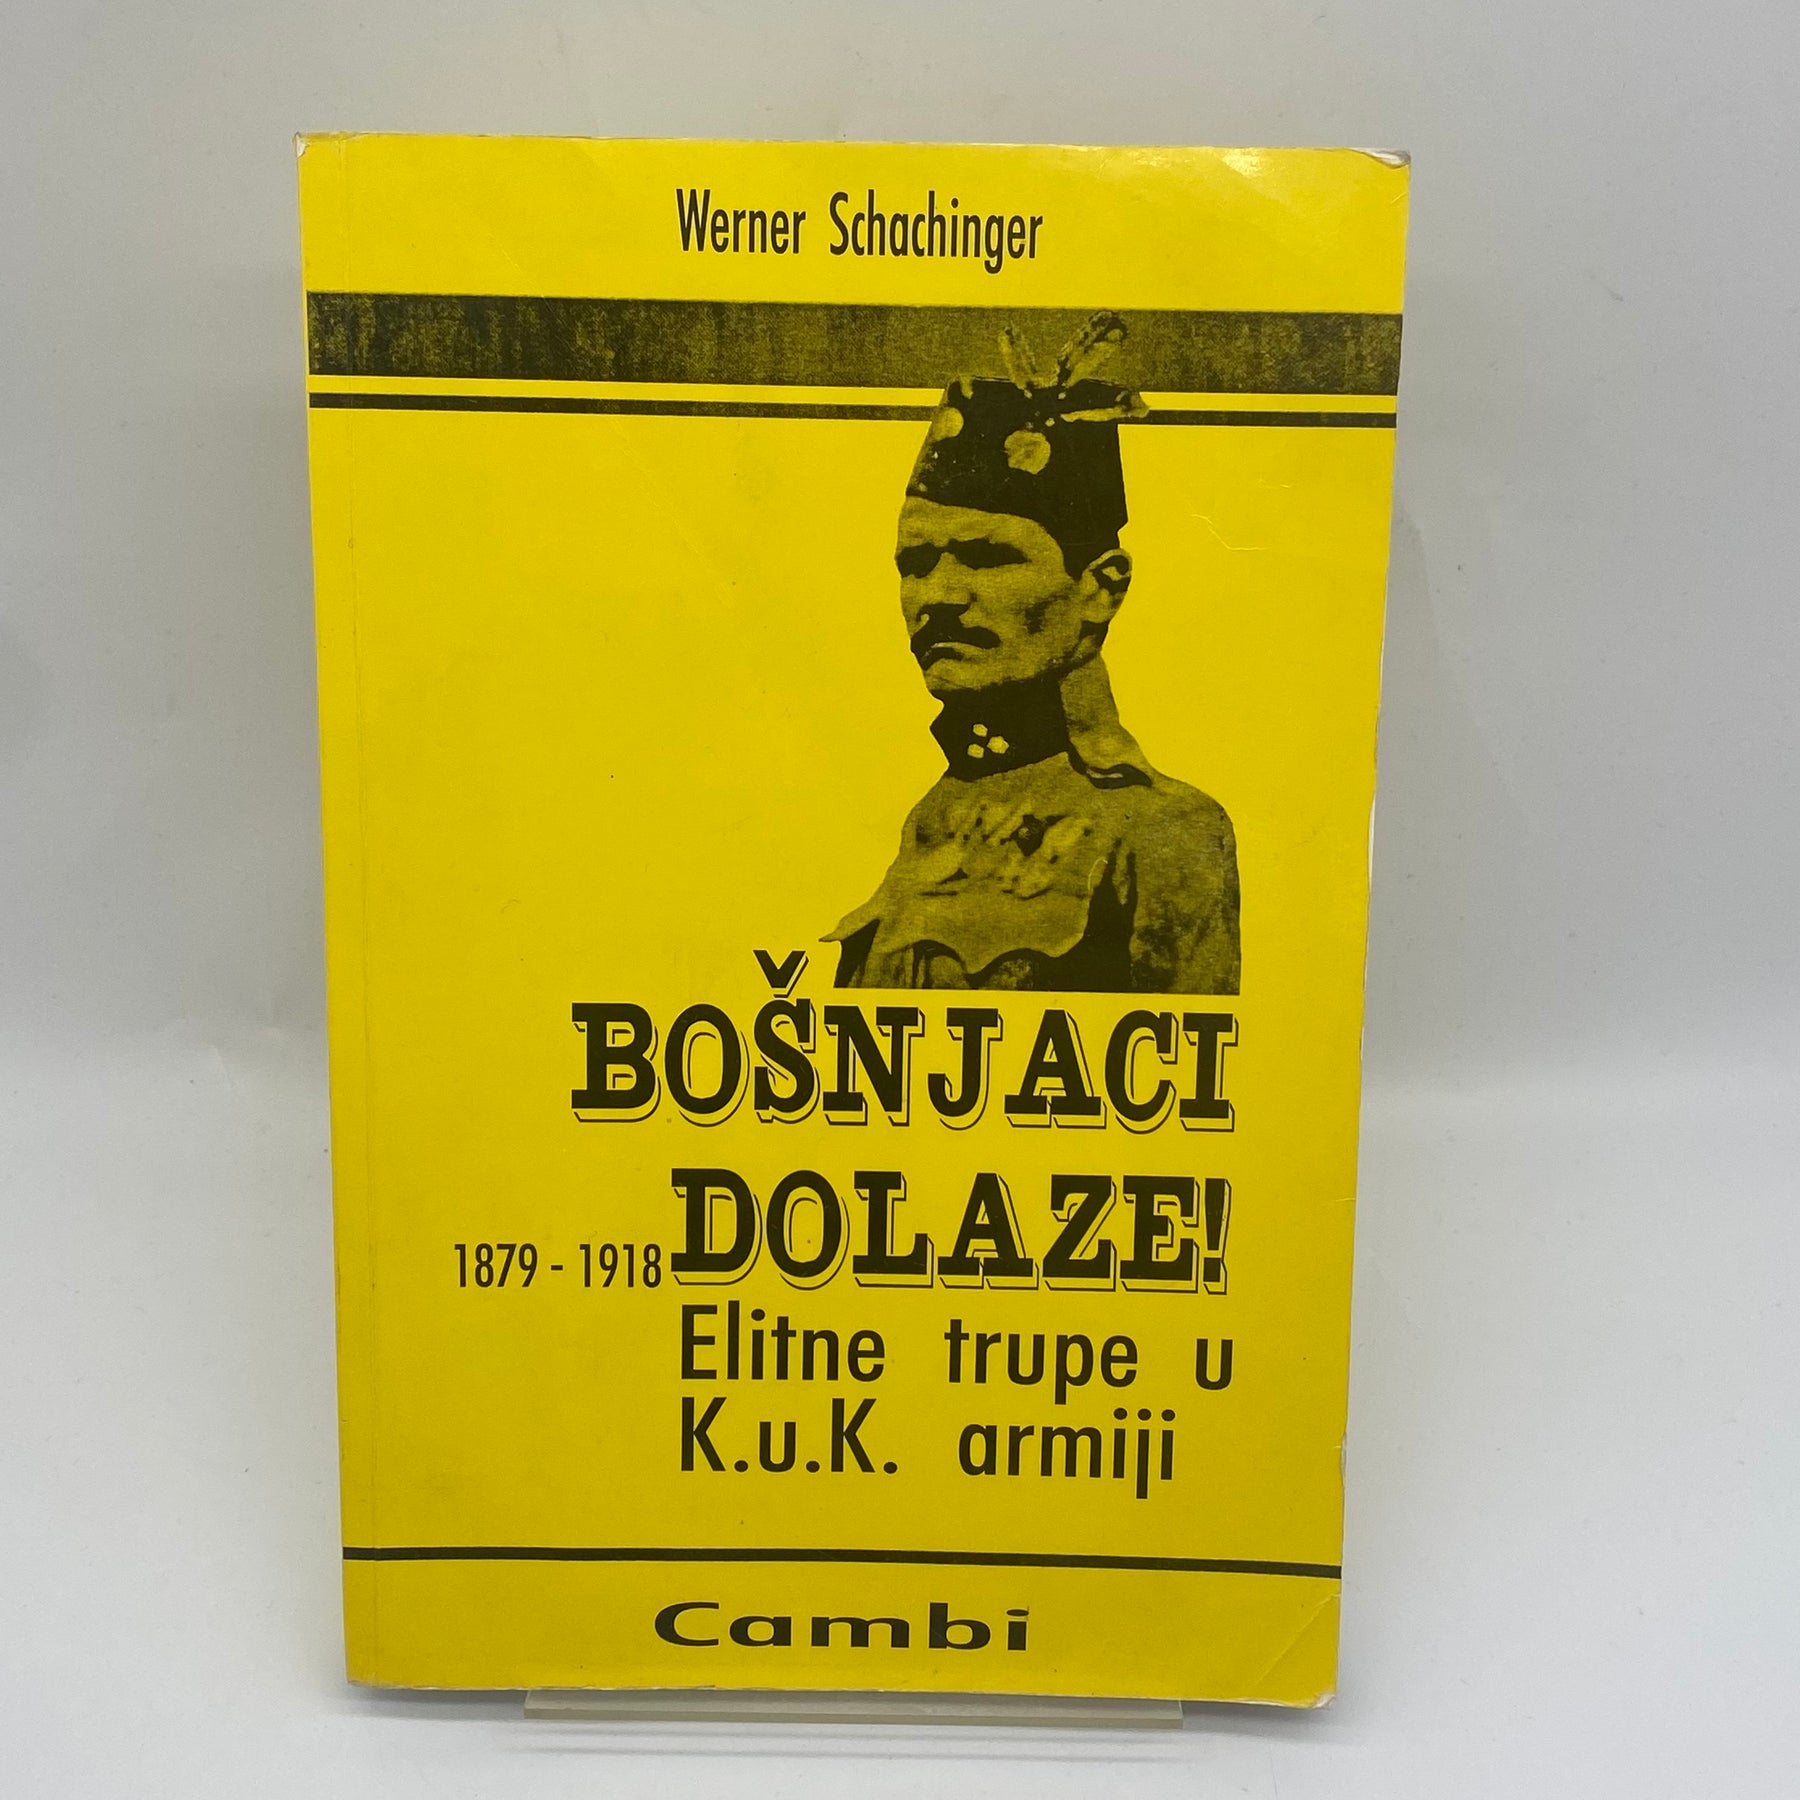 Werner Schachinger
BOŠNJACI
DOLAZE!
1879 - 1918
Elitne trupe u
K.u.K. armiji
Cambi